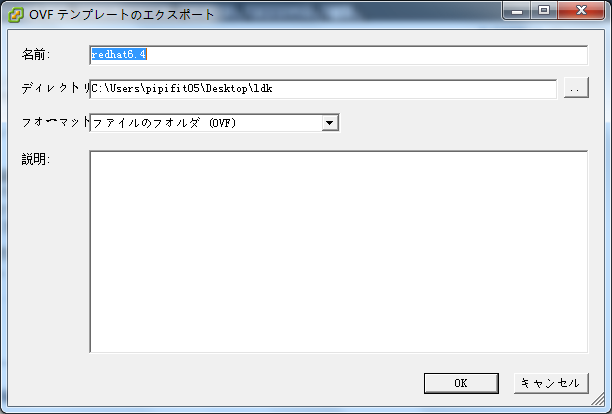 OVF テンプレートのエクスポート
名前:
redhat6.4
ディレクトリ
C:\Users\pipifit05\Desktop\ldk
..
フォーマット
ファイルのフォルダ (OVF)
説明:
OK
キャンセル